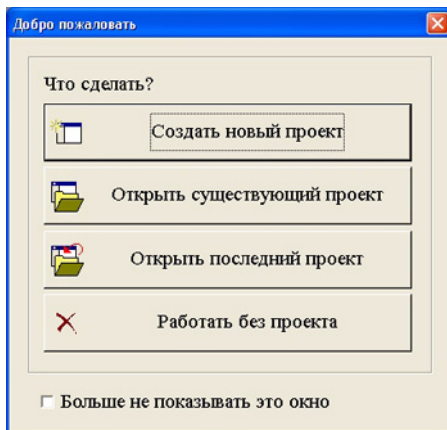 Добро пожаловать
Что сделать?
Создать новый проект
Открыть существующий проект
Открыть последний проект
Работать без проекта
Больше не показывать это окно